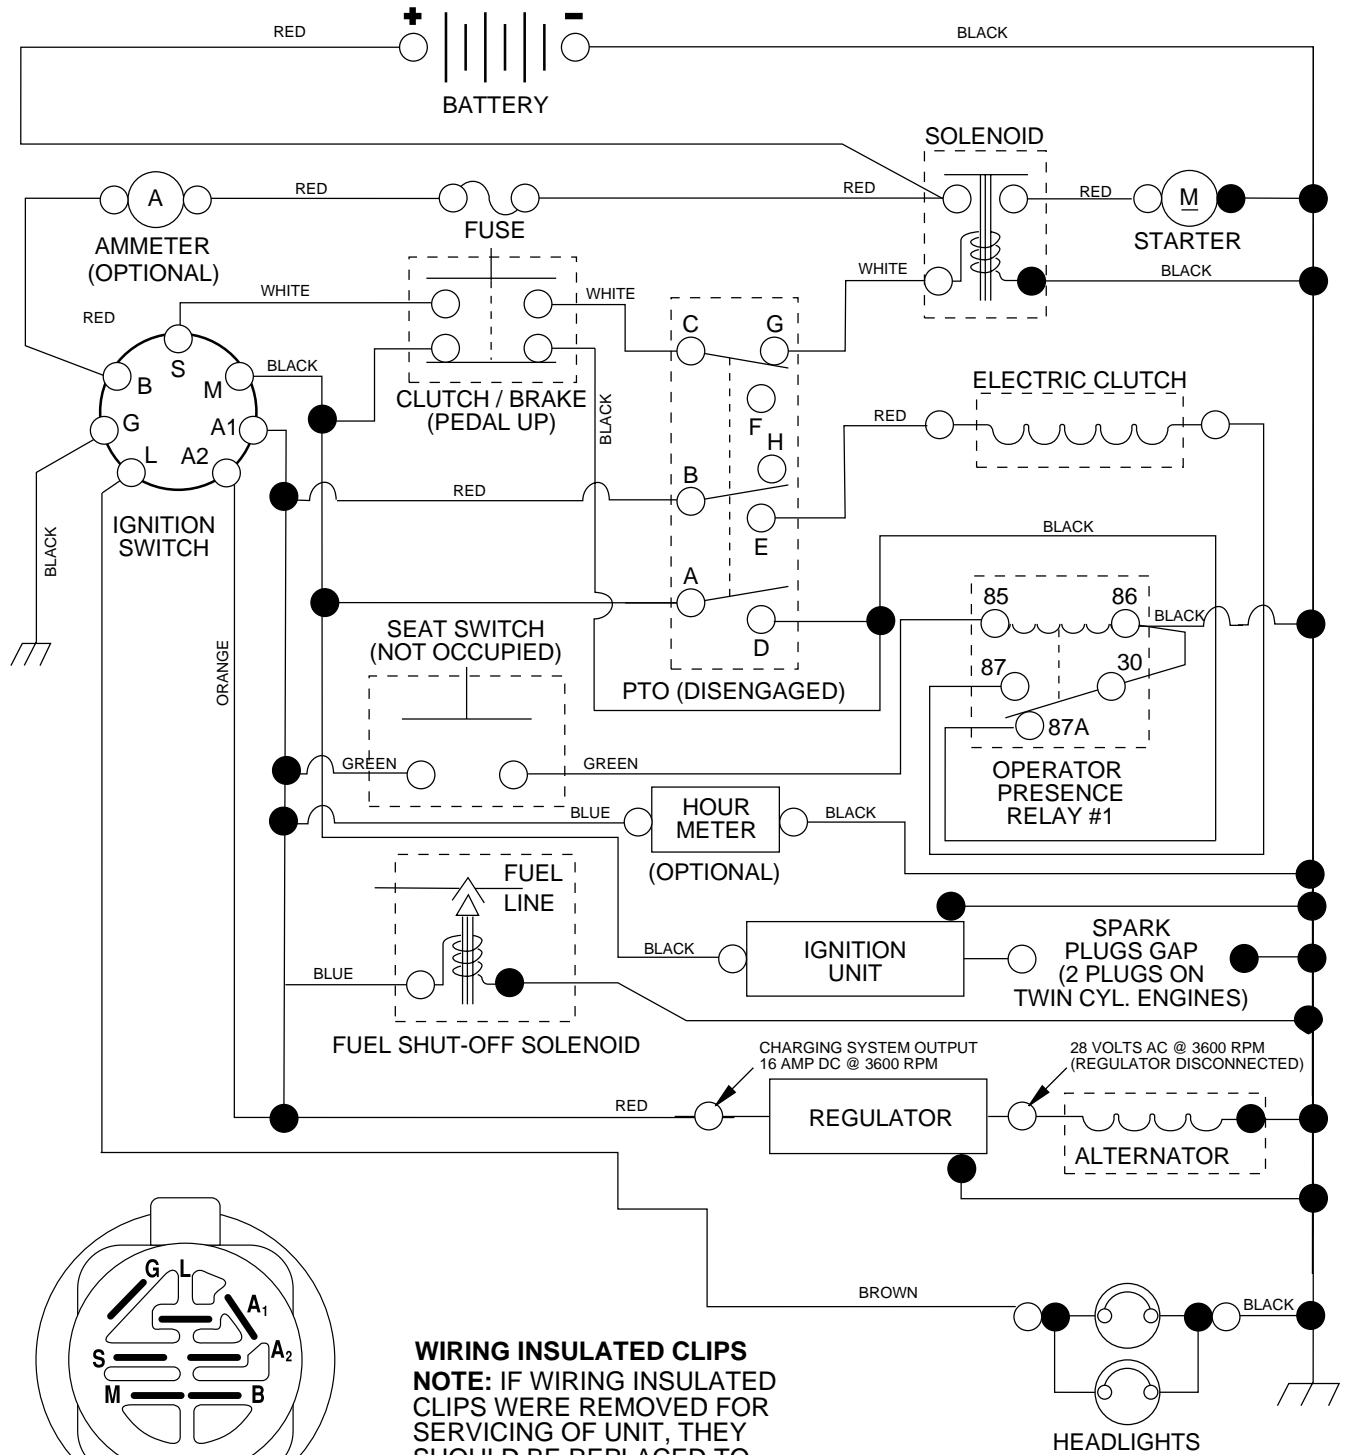 +
−
RED
BLACK
BATTERY
SOLENOID
A
RED
RED
RED
M
FUSE
STARTER
AMMETER
(OPTIONAL)
WHITE
BLACK
WHITE
WHITE
RED
C
G
S
B
M
BLACK
ELECTRIC CLUTCH
CLUTCH / BRAKE
(PEDAL UP)
BLACK
RED
F
G
A1
H
L
A2
B
RED
IGNITION
SWITCH
BLACK
E
BLACK
A
85
86
BLACK
SEAT SWITCH
(NOT OCCUPIED)
D
ORANGE
87
30
PTO (DISENGAGED)
87A
GREEN
GREEN
OPERATOR
PRESENCE
RELAY #1
BLUE
HOUR
METER
BLACK
(OPTIONAL)
FUEL
LINE
SPARK
PLUGS GAP
(2 PLUGS ON
TWIN CYL. ENGINES)
BLACK
IGNITION
UNIT
BLUE
FUEL SHUT-OFF SOLENOID
CHARGING SYSTEM OUTPUT
16 AMP DC @ 3600 RPM
28 VOLTS AC @ 3600 RPM
(REGULATOR DISCONNECTED)
RED
REGULATOR
ALTERNATOR
G
L
BROWN
BLACK
A1
A2
S
M
B
WIRING INSULATED CLIPS
NOTE: IF WIRING INSULATED
CLIPS WERE REMOVED FOR
SERVICING OF UNIT, THEY
SHOULD BE REPLACED TO
HEADLIGHTS